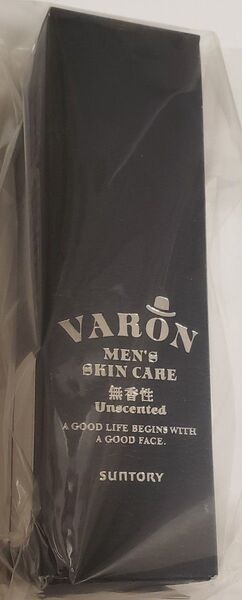 VARON
MEN'S
SKIN CARE
無香性
Unscented
A GOOD LIFE BEGINS WITH
A GOOD FACE.
SUNTORY